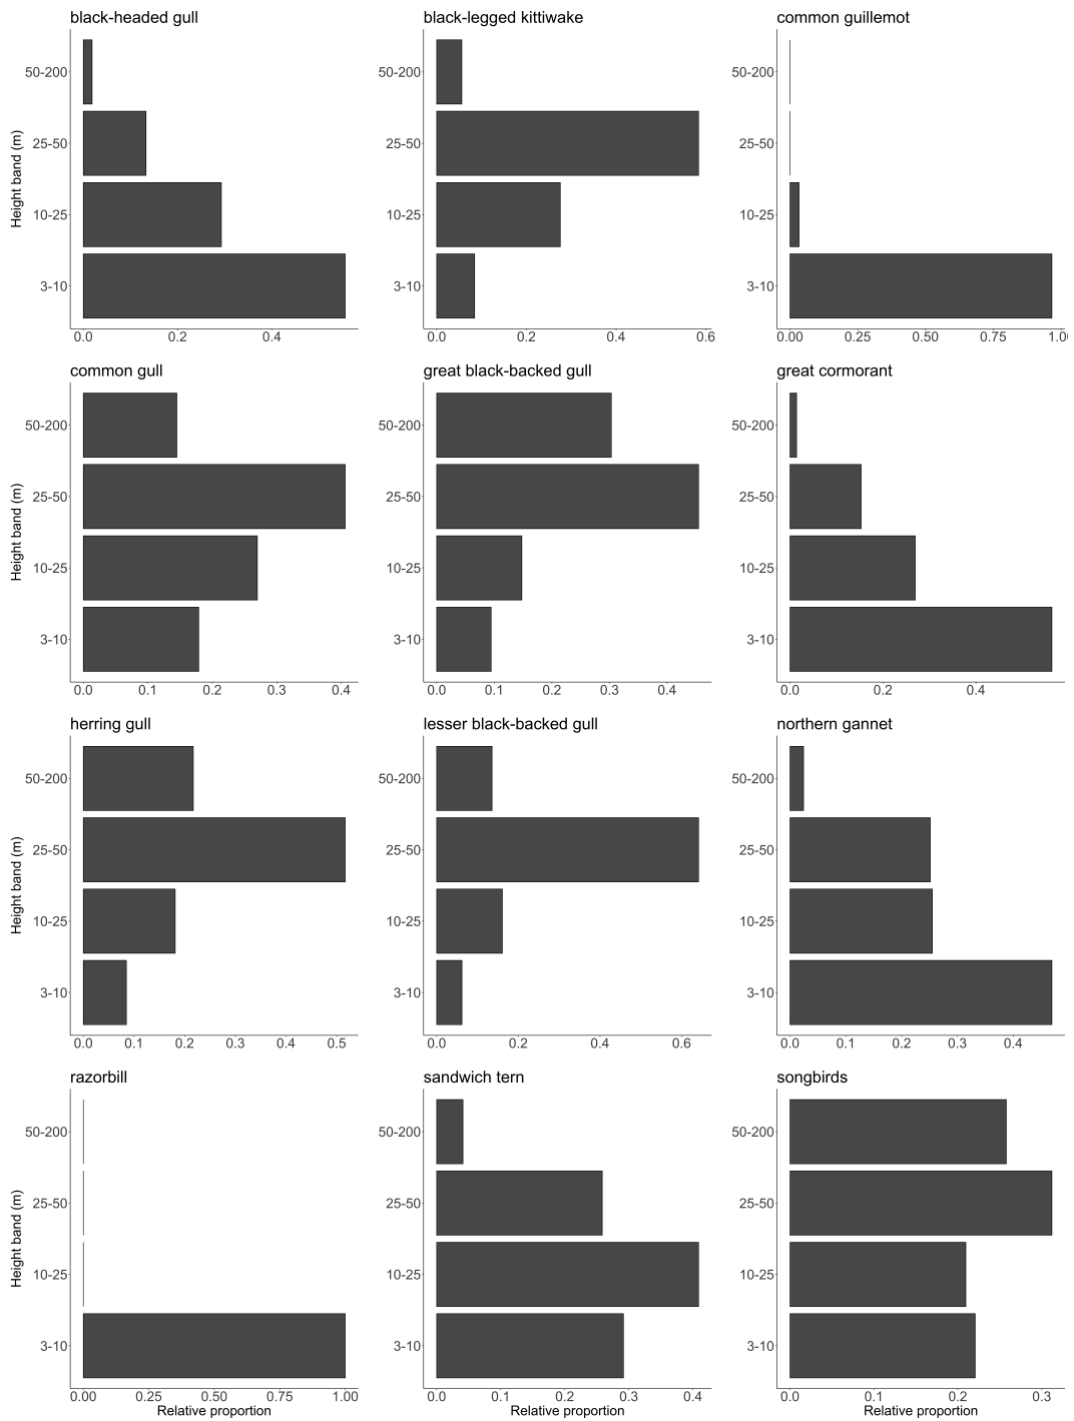 black-headed gull
black-legged kittiwake
common guillemot
Height band (m)
50-200
25-50
10-25
3-10
0.0 0.2 0.4
50-200
25-50
10-25
3-10
0.0 0.2 0.4 0.6
50-200
25-50
10-25
3-10
0.00 0.25 0.50 0.75 1.00
common gull
great black-backed gull
great cormorant
Height band (m)
50-200
25-50
10-25
3-10
0.0 0.1 0.2 0.3 0.4
50-200
25-50
10-25
3-10
0.0 0.1 0.2 0.3 0.4
50-200
25-50
10-25
3-10
0.0 0.2 0.4
herring gull
lesser black-backed gull
northern gannet
Height band (m)
50-200
25-50
10-25
3-10
0.0 0.1 0.2 0.3 0.4 0.5
50-200
25-50
10-25
3-10
0.0 0.2 0.4 0.6
50-200
25-50
10-25
3-10
0.0 0.1 0.2 0.3 0.4
razorbill
sandwich tern
songbirds
Height band (m)
50-200
25-50
10-25
3-10
0.00 0.25 0.50 0.75 1.00
Relative proportion
50-200
25-50
10-25
3-10
0.0 0.1 0.2 0.3 0.4
Relative proportion
50-200
25-50
10-25
3-10
0.0 0.1 0.2 0.3
Relative proportion